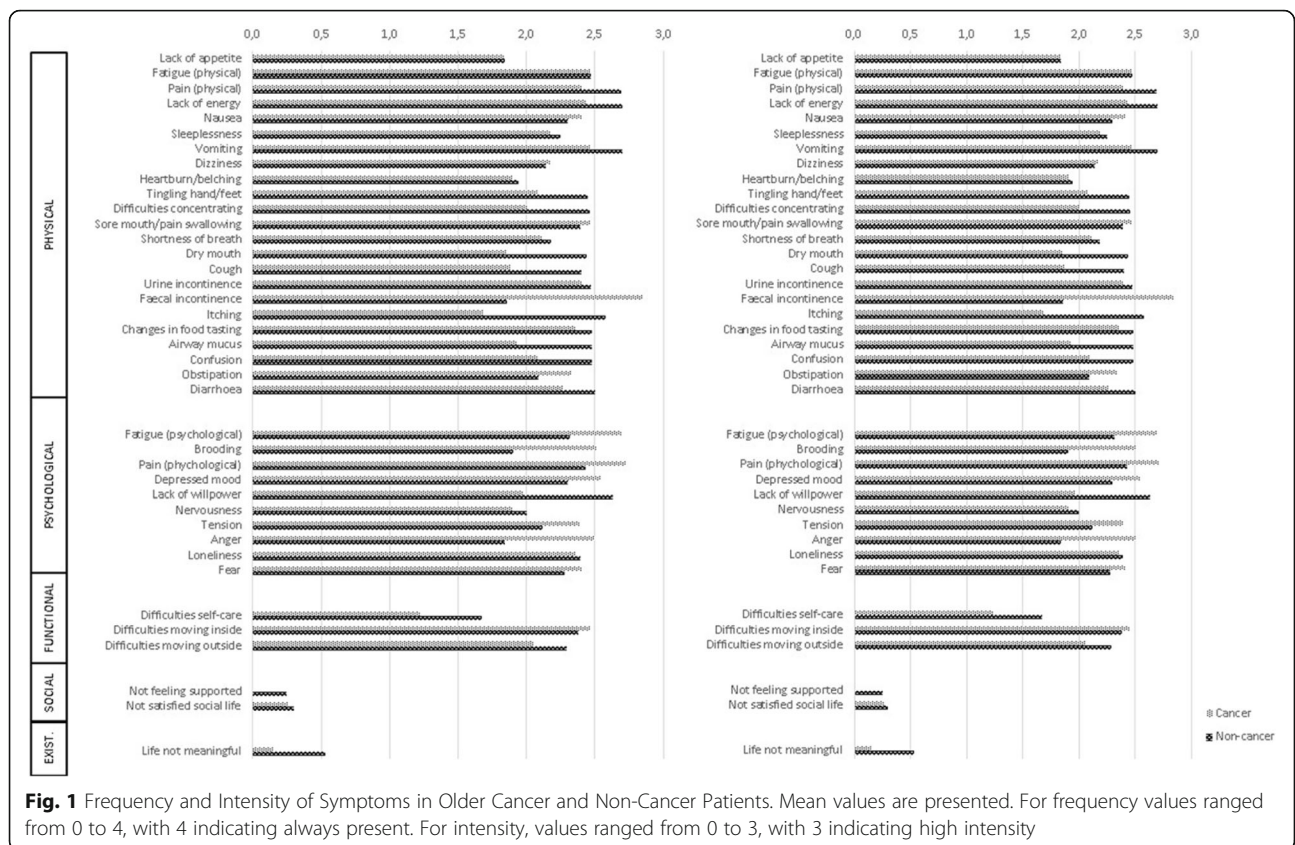 0,0 0,5 1,0 1,5 2,0 2,5 3,0
0,0 0,5 1,0 1,5 2,0 2,5 3,0
PHYSICAL
Lack of appetite
Fatigue (physical)
Pain (physical)
Lack of energy
Nausea
Sleeplessness
Vomiting
Dizziness
Heartburn/belching
Tingling hand/feet
Difficulties concentrating
Sore mouth/pain swallowing
Shortness of breath
Dry mouth
Cough
Urine incontinence
Faecal incontinence
Itching
Changes in food tasting
Airway mucus
Confusion
Obstipation
Diarrhoea
PSYCHOLOGICAL
Fatigue (psychological)
Brooding
Pain (phychological)
Depressed mood
Lack of willpower
Nervousness
Tension
Anger
Loneliness
Fear
FUNCTIONAL
Difficulties self-care
Difficulties moving inside
Difficulties moving outside
SOCIAL
Not feeling supported
Not satisfied social life
EXIST.
Life not meaningful
Lack of appetite
Fatigue (physical)
Pain (physical)
Lack of energy
Nausea
Sleeplessness
Vomiting
Dizziness
Heartburn/belching
Tingling hand/feet
Difficulties concentrating
Sore mouth/pain swallowing
Shortness of breath
Dry mouth
Cough
Urine incontinence
Faecal incontinence
Itching
Changes in food tasting
Airway mucus
Confusion
Obstipation
Diarrhoea
Fatigue (psychological)
Brooding
Pain (phychological)
Depressed mood
Lack of willpower
Nervousness
Tension
Anger
Loneliness
Fear
Difficulties self-care
Difficulties moving inside
Difficulties moving outside
Not feeling supported
Not satisfied social life
Life not meaningful
Cancer
Non-cancer
Fig. 1 Frequency and Intensity of Symptoms in Older Cancer and Non-Cancer Patients. Mean values are presented. For frequency values ranged
from 0 to 4, with 4 indicating always present. For intensity, values ranged from 0 to 3, with 3 indicating high intensity